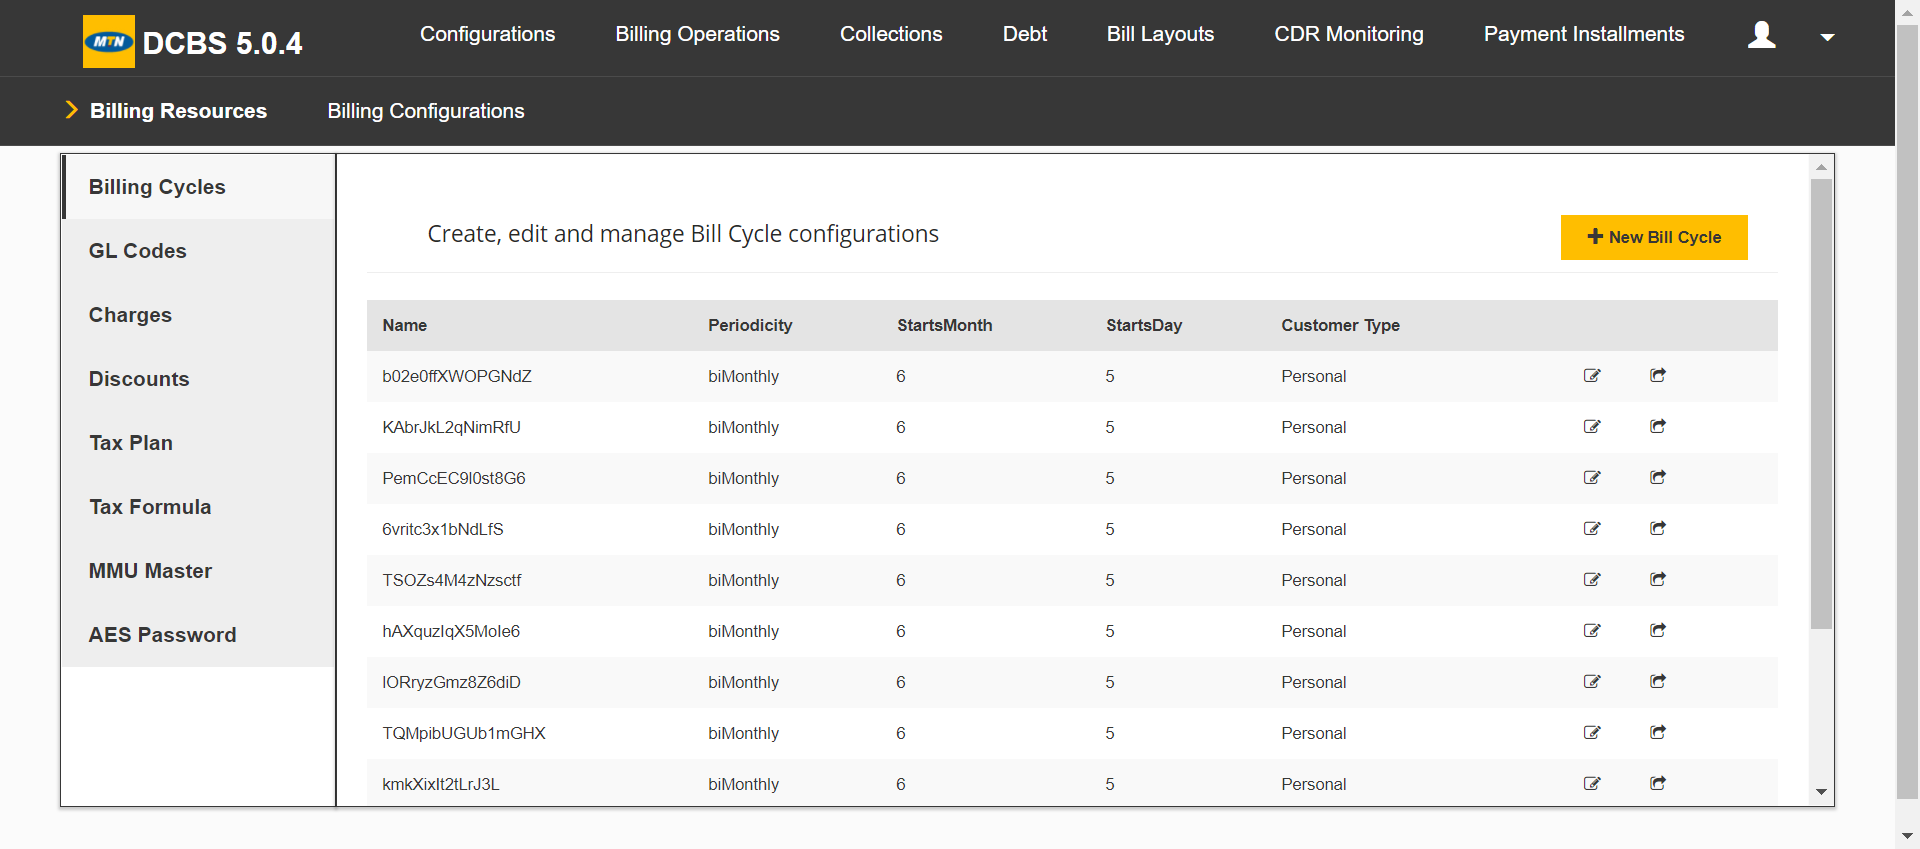 MTN DCBS 5.0.4 Configurations Billing Operations Collections Debt Bill Layouts CDR Monitoring Payment Installments
Billing Resources Billing Configurations
Billing Cycles
GL Codes
Charges
Discounts
Tax Plan
Tax Formula
MMU Master
AES Password
Create, edit and manage Bill Cycle configurations
New Bill Cycle
Name Periodicity StartsMonth StartsDay Customer Type
b02e0ffXWOPGNdZ biMonthly 6 5 Personal
KAbrJkL2qNimRfU biMonthly 6 5 Personal
PemCcEC9l0st8G6 biMonthly 6 5 Personal
6vritc3x1bNdLfS biMonthly 6 5 Personal
TSOZs4M4zNzsctf biMonthly 6 5 Personal
hAXquzIqX5MoIe6 biMonthly 6 5 Personal
lORryzGmz8Z6diD biMonthly 6 5 Personal
TQMpibUGUb1mGHX biMonthly 6 5 Personal
kmkXixIt2tLrJ3L biMonthly 6 5 Personal